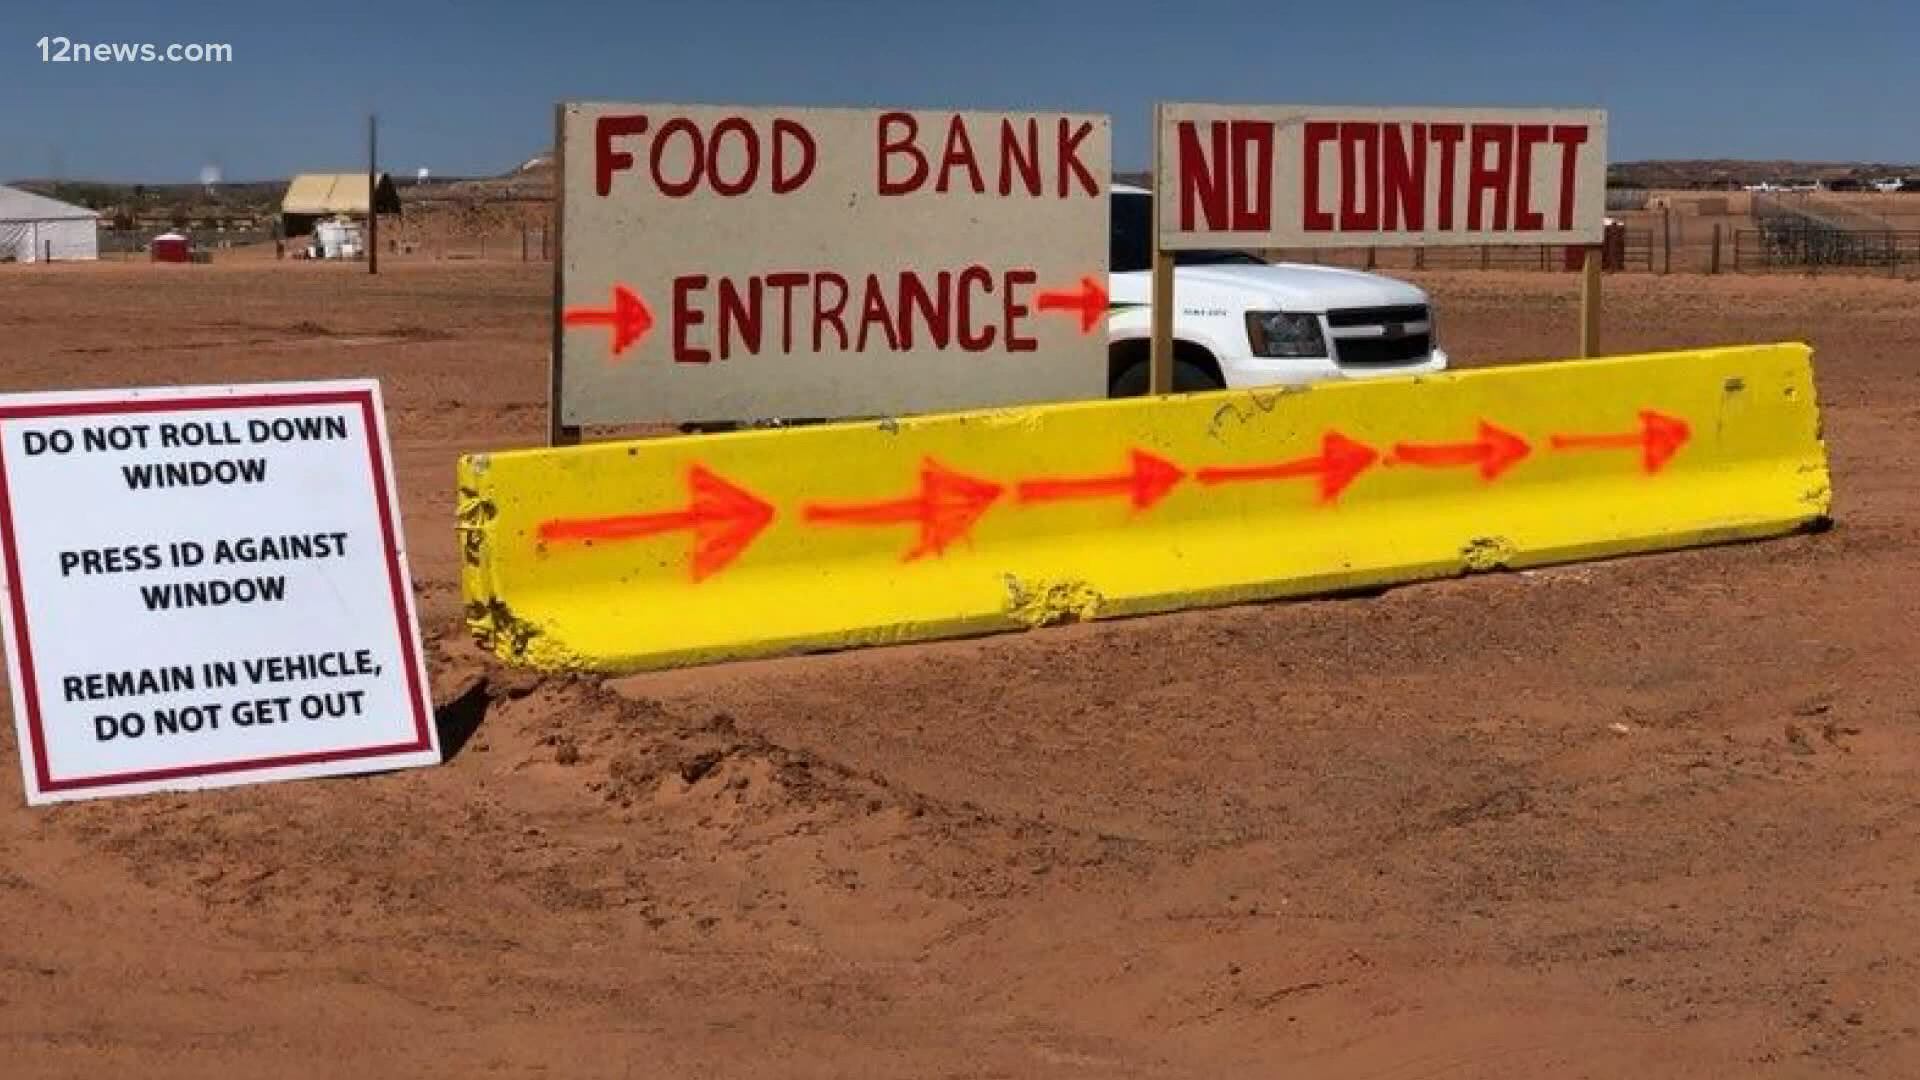 12news.com
FOOD BANK
ENTRANCE
NO CONTACT
DO NOT ROLL DOWN
WINDOW
PRESS ID AGAINST
WINDOW
REMAIN IN VEHICLE,
DO NOT GET OUT